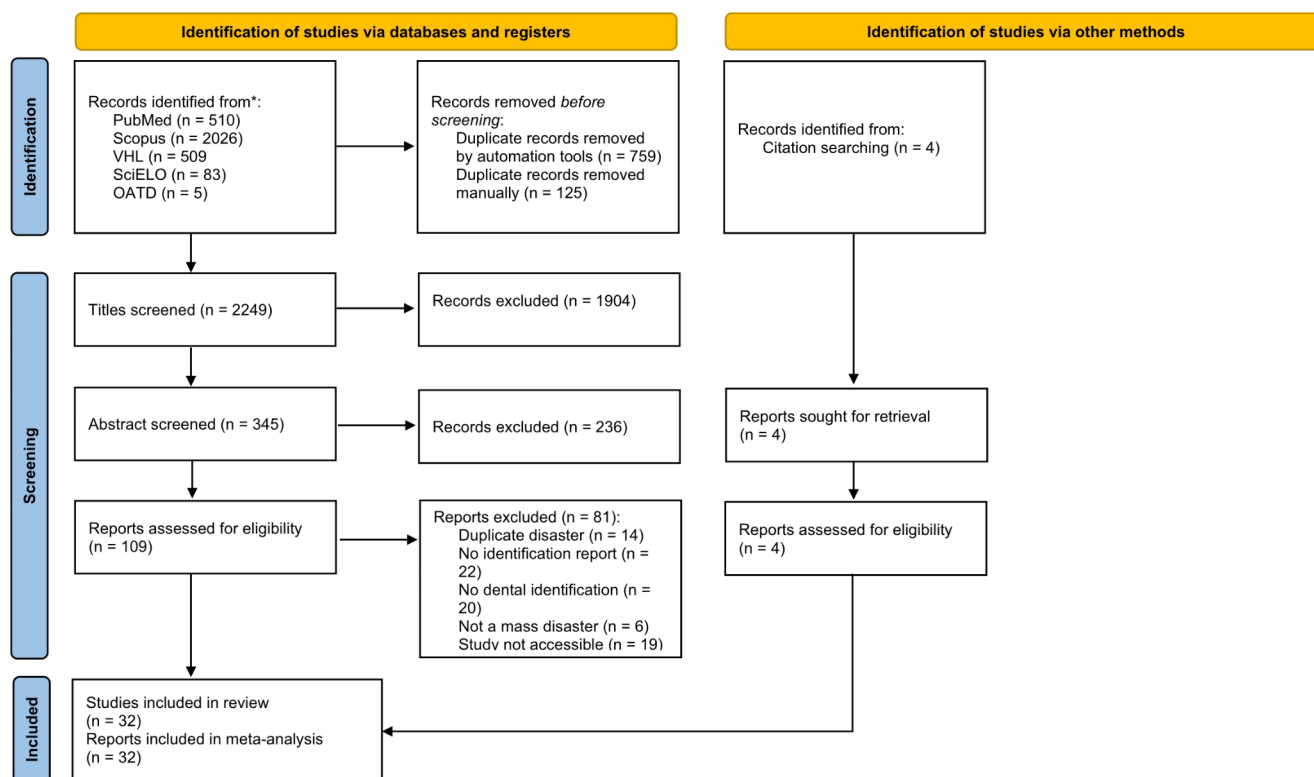 Identification of studies via databases and registers
Identification of studies via other methods
Identification
Records identified from*:
PubMed (n = 510)
Scopus (n = 2026)
VHL (n = 509
SciELO (n = 83)
OATD (n = 5)
Records removed before
screening:
Duplicate records removed
by automation tools (n = 759)
Duplicate records removed
manually (n = 125)
Records identified from:
Citation searching (n = 4)
Screening
Titles screened (n = 2249)
Records excluded (n = 1904)
Abstract screened (n = 345)
Records excluded (n = 236)
Reports sought for retrieval
(n = 4)
Reports assessed for eligibility
(n = 109)
Reports excluded (n = 81):
Duplicate disaster (n = 14)
No identification report (n =
22)
No dental identification (n =
20)
Not a mass disaster (n = 6)
Study not accessible (n = 19)
Reports assessed for eligibility
(n = 4)
Included
Studies included in review
(n = 32)
Reports included in meta-analysis
(n = 32)